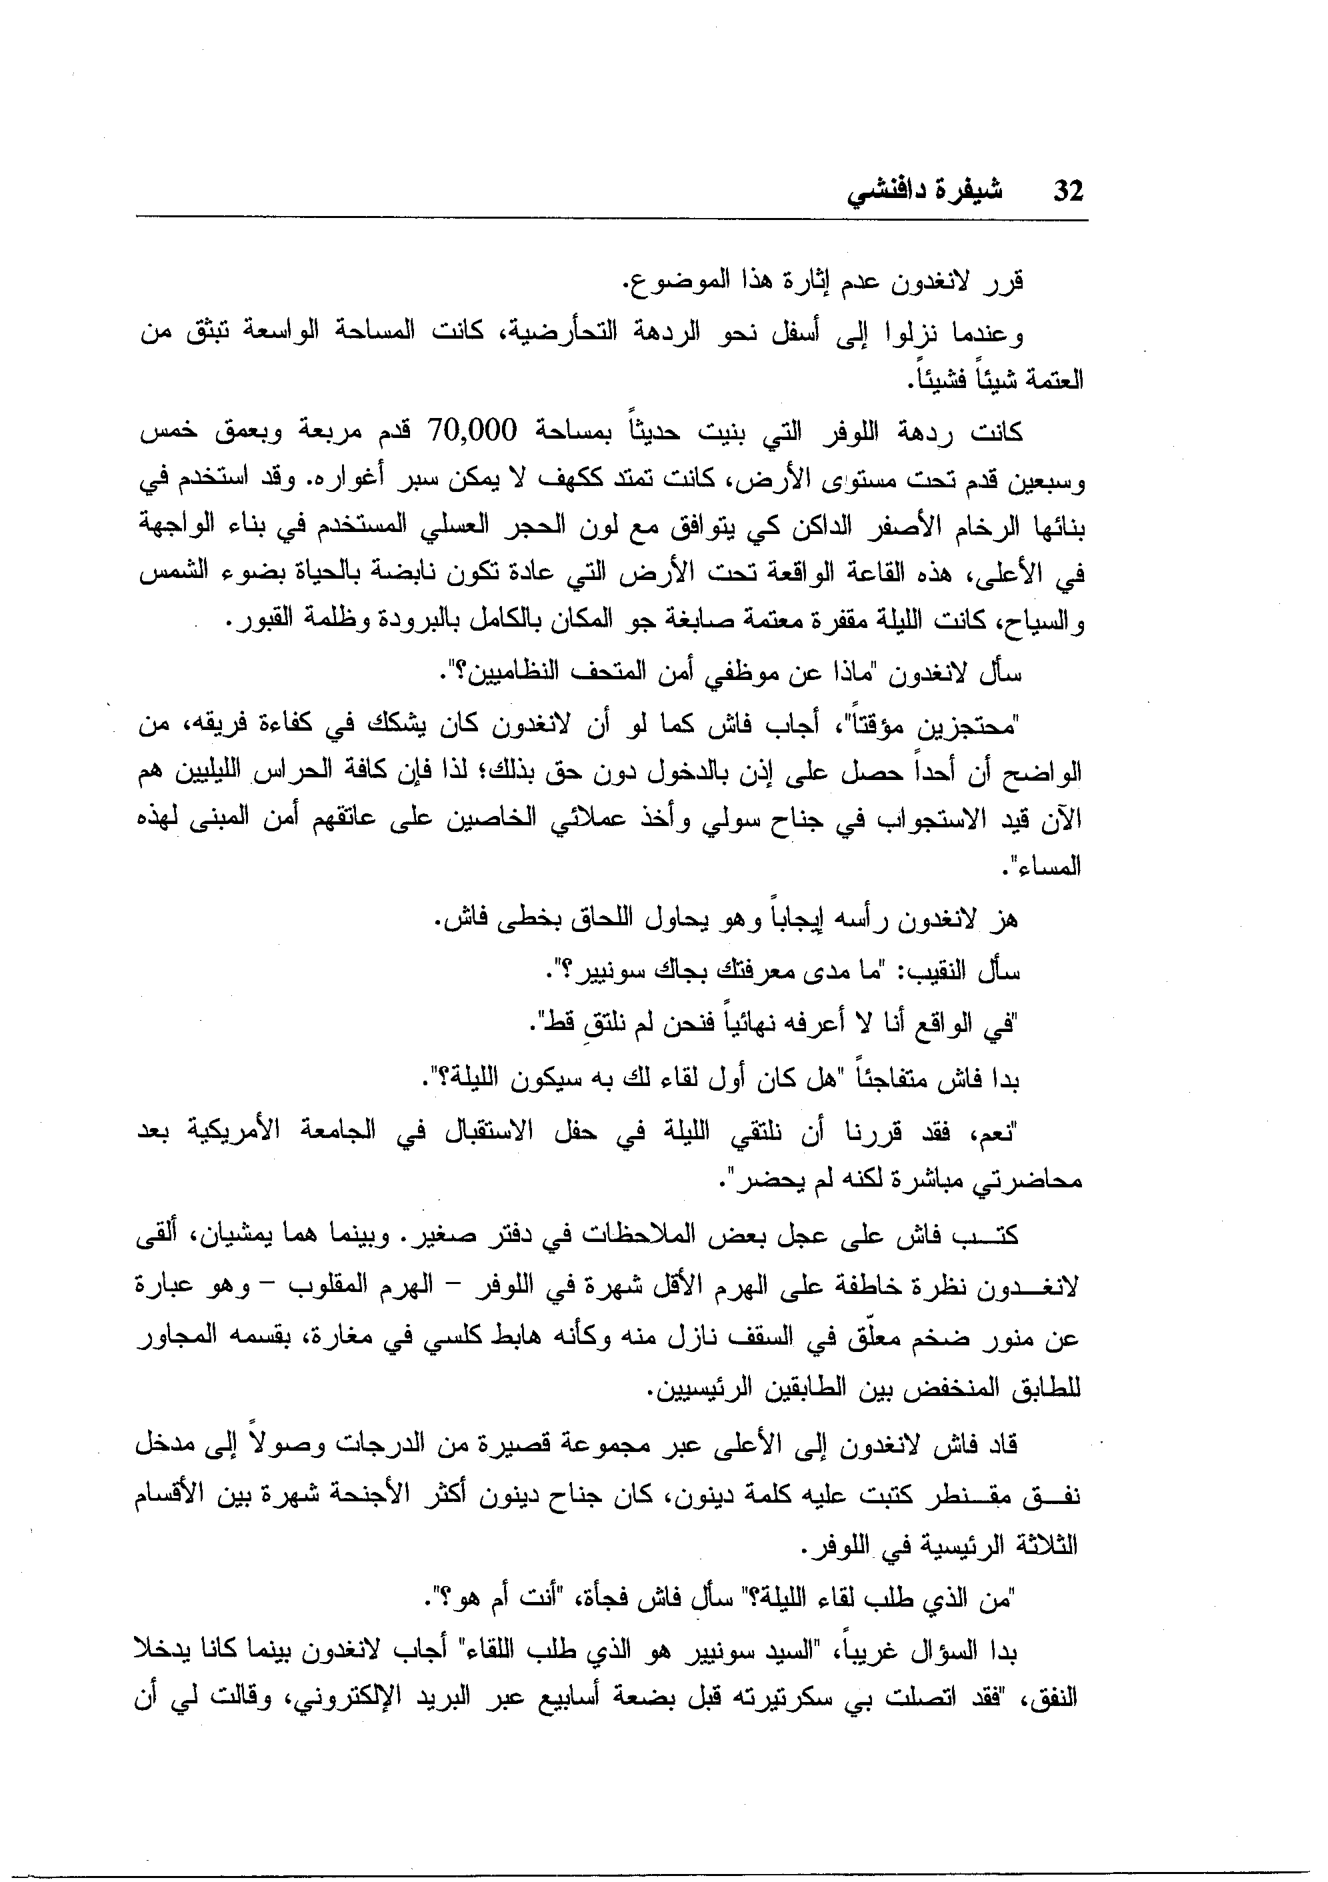 32 شيفرة دافنشي
قرر لانغدون عدم إثارة هذا الموضوع.
وعندما نزلوا إلى أسفل نحو الردهة التحأرضية، كانت المساحة الواسعة تبثق من
العتمة شيئاً فشيئاً.
كانت ردهة اللوفر التي بنيت حديثاً بمساحة 70,000 قدم مربعة وبعمق خمس
وسبعين قدم تحت مستوى الأرض، كانت تمتد ككهف لا يمكن سبر أغواره. وقد استخدم في
بنائها الرخام الأصفر الداكن كي يتوافق مع لون الحجر العسلي المستخدم في بناء الواجهة
في الأعلى، هذه القاعة الواقعة تحت الأرض التي عادة تكون نابضة بالحياة بضوء الشمس
والسياح، كانت الليلة مقفرة معتمة صابغة جو المكان بالكامل بالبرودة وظلمة القبور.
سأل لانغدون "ماذا عن موظفي أمن المتحف النظاميين؟".
"محتجزين مؤقتاً"، أجاب فاش كما لو أن لانغدون كان يشكك في كفاءة فريقه، من
الواضح أن أحداً حصل على إذن بالدخول دون حق بذلك؛ لذا فإن كافة الحراس الليليين هم
الآن قيد الاستجواب في جناح سولي وأخذ عملائي الخاصين على عاتقهم أمن المبنى لهذه
المساء".
هز لانغدون رأسه إيجاباً وهو يحاول اللحاق بخطى فاش.
سأل النقيب: "ما مدى معرفتك بجاك سونيير؟".
"في الواقع أنا لا أعرفه نهائياً فنحن لم نلتقِ قط".
بدا فاش متفاجئاً "هل كان أول لقاء لك به سيكون الليلة؟".
"نعم، فقد قررنا أن نلتقي الليلة في حفل الاستقبال في الجامعة الأمريكية بعد
محاضرتي مباشرة لكنه لم يحضر".
كتـب فاش على عجل بعض الملاحظات في دفتر صغير. وبينما هما يمشيان، ألقى
لانغـدون نظرة خاطفة على الهرم الأقل شهرة في اللوفر – الهرم المقلوب – وهو عبارة
عن منور ضخم معلّق في السقف نازل منه وكأنه هابط كلسي في مغارة، بقسمه المجاور
للطابق المنخفض بين الطابقين الرئيسيين.
قاد فاش لانغدون إلى الأعلى عبر مجموعة قصيرة من الدرجات وصولاً إلى مدخل
نفـق مقـنطر كتبت عليه كلمة دينون، كان جناح دينون أكثر الأجنحة شهرة بين الأقسام
الثلاثة الرئيسية في اللوفر.
"من الذي طلب لقاء الليلة؟" سأل فاش فجأة، "أنت أم هو؟".
بدا السؤال غريباً، "السيد سونيير هو الذي طلب اللقاء" أجاب لانغدون بينما كانا يدخلا
النفق، "فقد اتصلت بي سكرتيرته قبل بضعة أسابيع عبر البريد الإلكتروني، وقالت لي أن